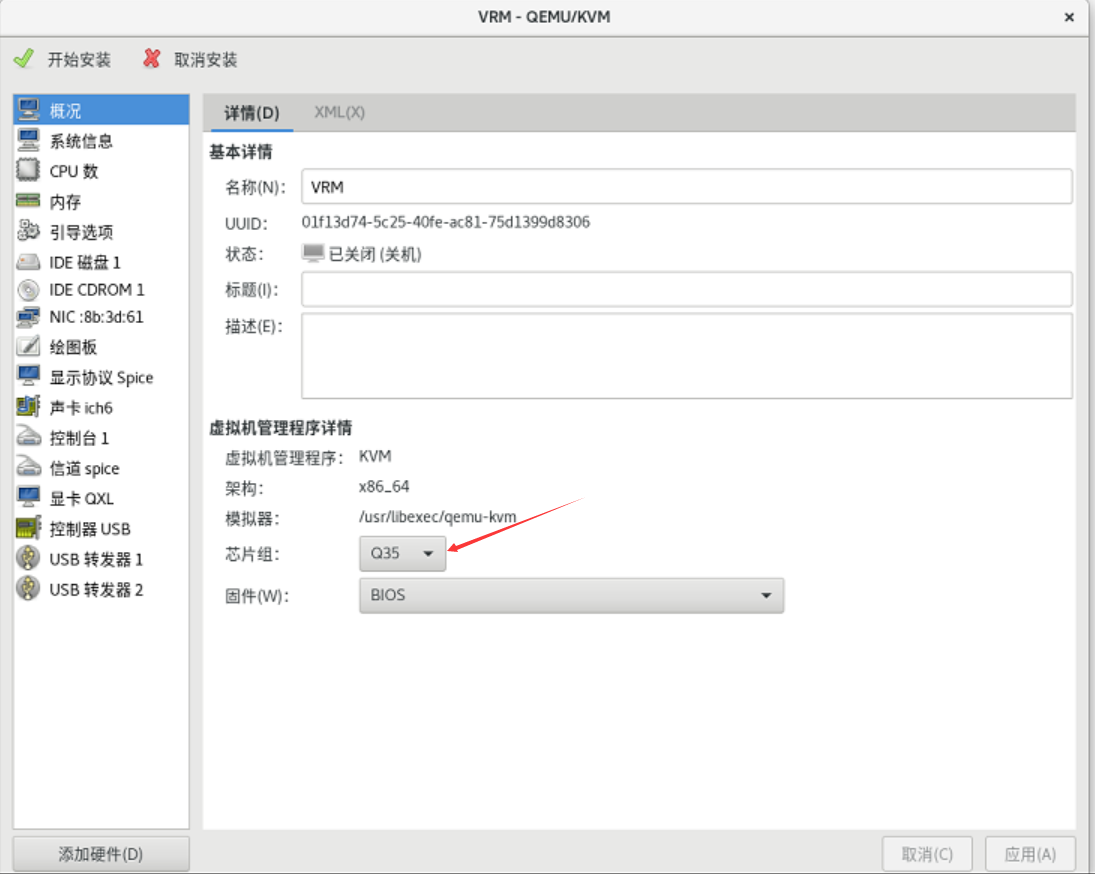 VRM - QEMU/KVM
开始安装 取消安装
概况
系统信息
CPU 数
内存
引导选项
IDE 磁盘 1
IDE CDROM 1
NIC :8b:3d:61
绘图板
显示协议 Spice
声卡 ich6
控制台 1
信道 spice
显卡 QXL
控制器 USB
USB 转发器 1
USB 转发器 2
添加硬件(D)
详情(D) XML(X)
基本详情
名称(N): VRM
UUID: 01f13d74-5c25-40fe-ac81-75d1399d8306
状态: 已关闭 (关机)
标题(I):
描述(E):
虚拟机管理程序详情
虚拟机管理程序: KVM
架构: x86_64
模拟器: /usr/libexec/qemu-kvm
芯片组: Q35
固件(W): BIOS
取消(C) 应用(A)